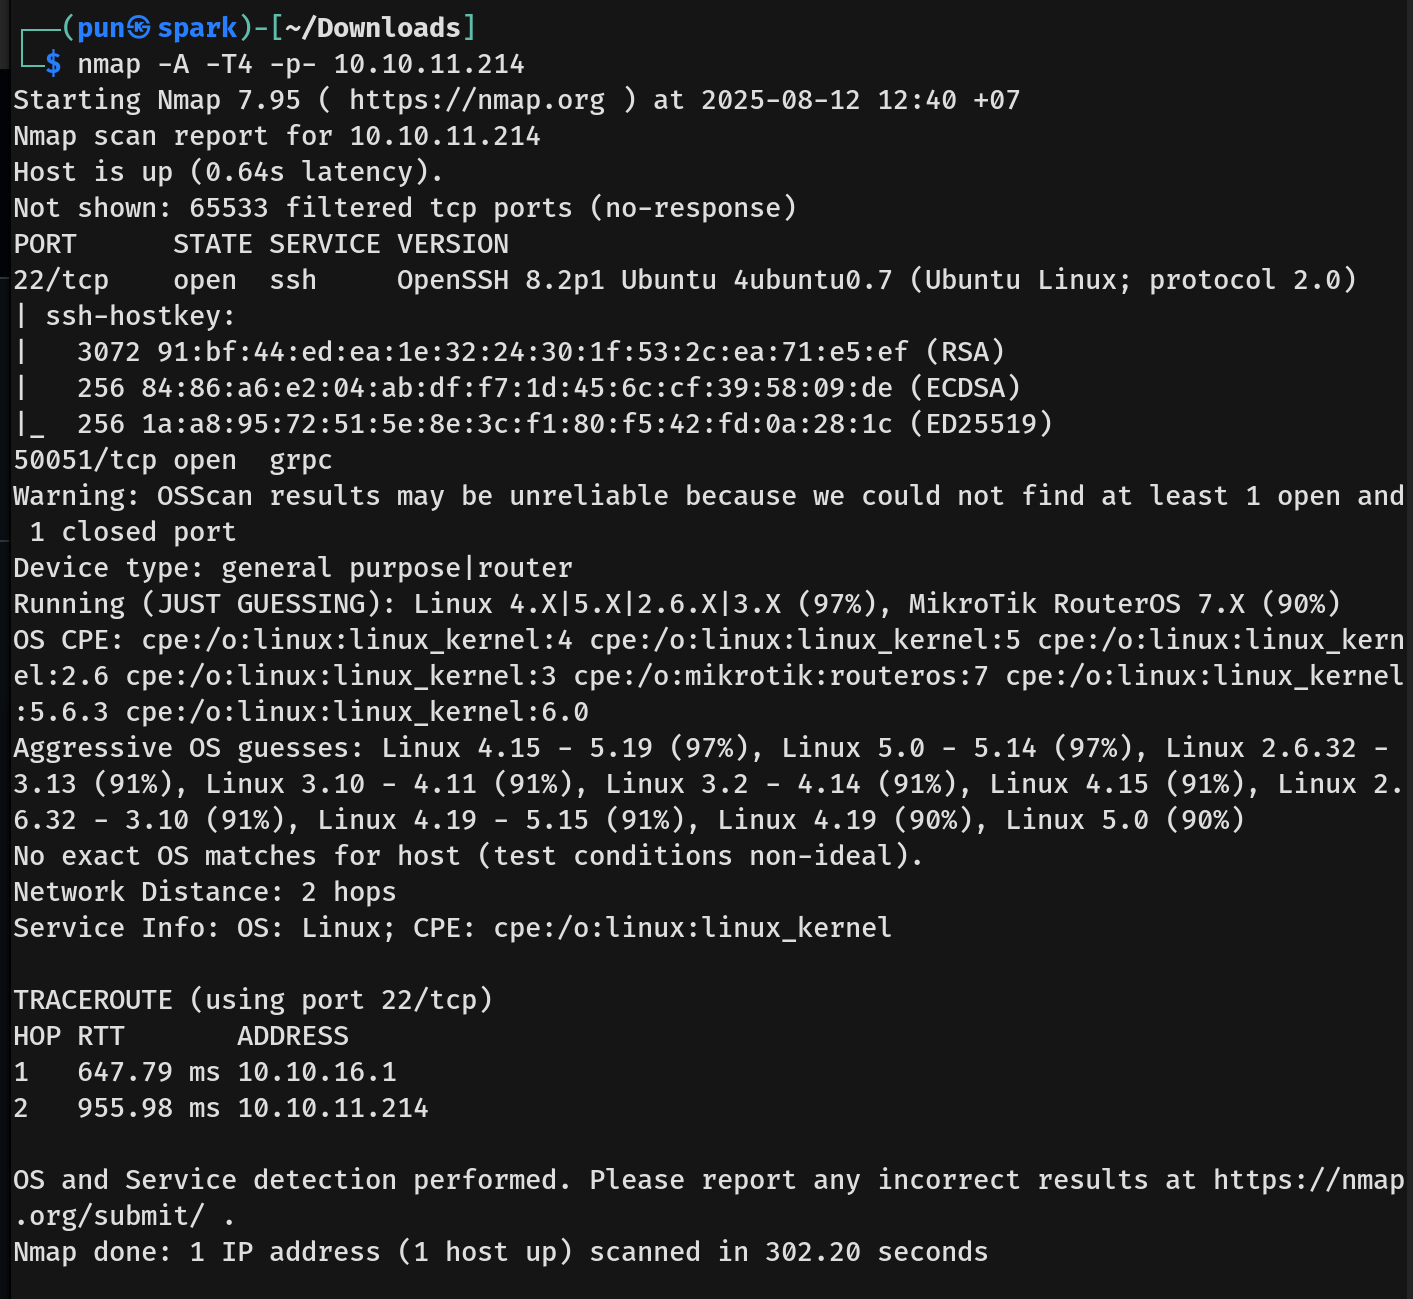 ┌──(pun㉿spark)-[~/Downloads]
└─$ nmap -A -T4 -p- 10.10.11.214
Starting Nmap 7.95 ( https://nmap.org ) at 2025-08-12 12:40 +07
Nmap scan report for 10.10.11.214
Host is up (0.64s latency).
Not shown: 65533 filtered tcp ports (no-response)
PORT      STATE SERVICE VERSION
22/tcp    open  ssh     OpenSSH 8.2p1 Ubuntu 4ubuntu0.7 (Ubuntu Linux; protocol 2.0)
| ssh-hostkey:
|   3072 91:bf:44:ed:ea:1e:32:24:30:1f:53:2c:ea:71:e5:ef (RSA)
|   256 84:86:a6:e2:04:ab:df:f7:1d:45:6c:cf:39:58:09:de (ECDSA)
|_  256 1a:a8:95:72:51:5e:8e:3c:f1:80:f5:42:fd:0a:28:1c (ED25519)
50051/tcp open  grpc
Warning: OSScan results may be unreliable because we could not find at least 1 open and
 1 closed port
Device type: general purpose|router
Running (JUST GUESSING): Linux 4.X|5.X|2.6.X|3.X (97%), MikroTik RouterOS 7.X (90%)
OS CPE: cpe:/o:linux:linux_kernel:4 cpe:/o:linux:linux_kernel:5 cpe:/o:linux:linux_kern
el:2.6 cpe:/o:linux:linux_kernel:3 cpe:/o:mikrotik:routeros:7 cpe:/o:linux:linux_kernel
:5.6.3 cpe:/o:linux:linux_kernel:6.0
Aggressive OS guesses: Linux 4.15 - 5.19 (97%), Linux 5.0 - 5.14 (97%), Linux 2.6.32 -
3.13 (91%), Linux 3.10 - 4.11 (91%), Linux 3.2 - 4.14 (91%), Linux 4.15 (91%), Linux 2.
6.32 - 3.10 (91%), Linux 4.19 - 5.15 (91%), Linux 4.19 (90%), Linux 5.0 (90%)
No exact OS matches for host (test conditions non-ideal).
Network Distance: 2 hops
Service Info: OS: Linux; CPE: cpe:/o:linux:linux_kernel

TRACEROUTE (using port 22/tcp)
HOP RTT       ADDRESS
1   647.79 ms 10.10.16.1
2   955.98 ms 10.10.11.214

OS and Service detection performed. Please report any incorrect results at https://nmap
.org/submit/ .
Nmap done: 1 IP address (1 host up) scanned in 302.20 seconds